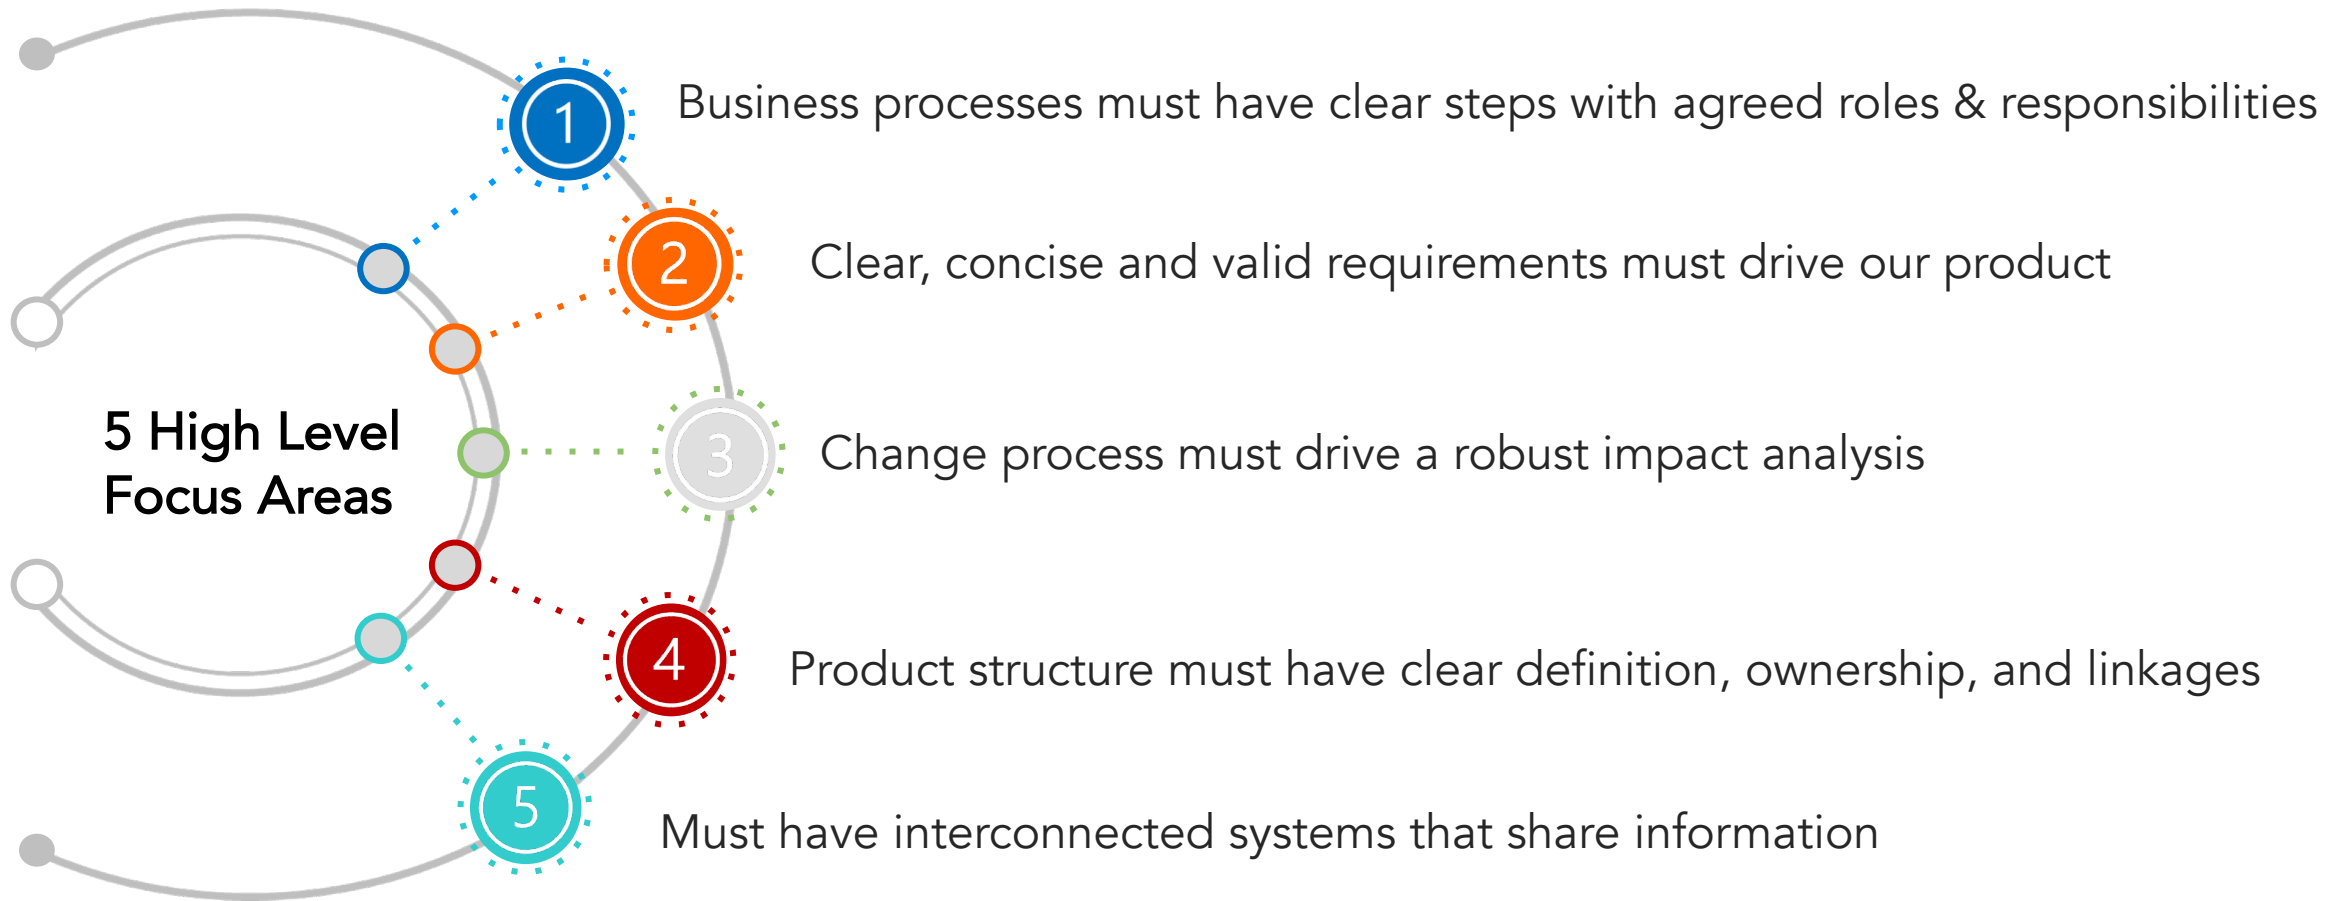 1
Business processes must have clear steps with agreed roles & responsibilities
2
Clear, concise and valid requirements must drive our product
5 High Level
Focus Areas
3
Change process must drive a robust impact analysis
4
Product structure must have clear definition, ownership, and linkages
5
Must have interconnected systems that share information